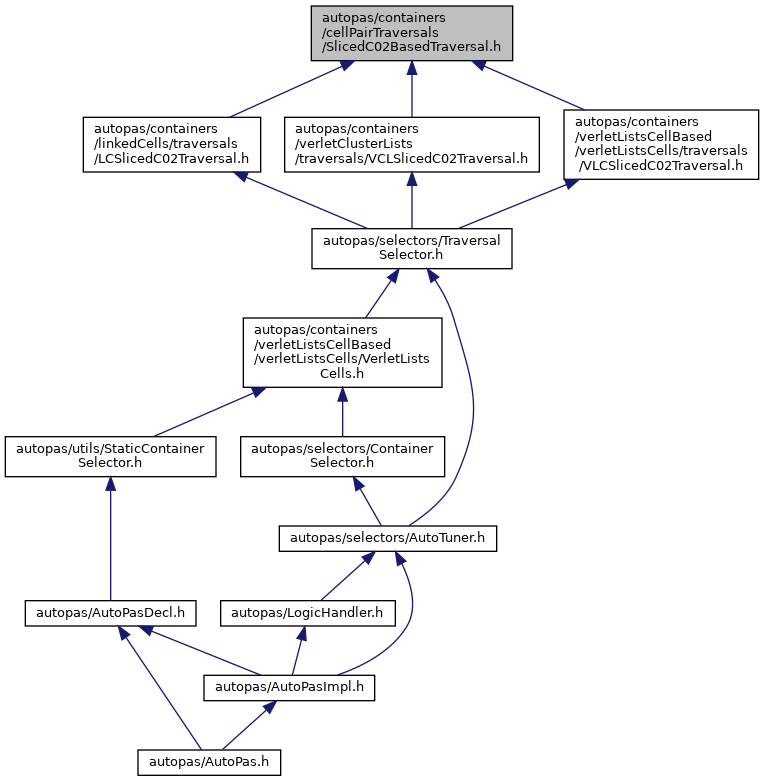 autopas/containers
/cellPairTraversals
/SlicedC02BasedTraversal.h
autopas/containers
/linkedCells/traversals
/LCSlicedC02Traversal.h
autopas/containers
/verletClusterLists
/traversals/VCLSlicedC02Traversal.h
autopas/containers
/verletListsCellBased
/verletListsCells/traversals
/VLCSlicedC02Traversal.h
autopas/selectors/Traversal
Selector.h
autopas/containers
/verletListsCellBased
/verletListsCells/VerletLists
Cells.h
autopas/utils/StaticContainer
Selector.h
autopas/selectors/Container
Selector.h
autopas/selectors/AutoTuner.h
autopas/AutoPasDecl.h
autopas/LogicHandler.h
autopas/AutoPasImpl.h
autopas/AutoPas.h